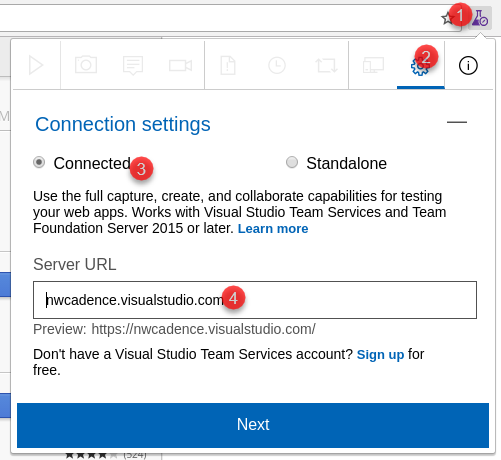 1
2
M
Connection settings
Connected
3
Standalone
Use the full capture, create, and collaborate capabilities for testing
your web apps. Works with Visual Studio Team Services and Team
Foundation Server 2015 or later. Learn more
Server URL
nwcadence.visualstudio.com
4
Preview: https://nwcadence.visualstudio.com/
Don't have a Visual Studio Team Services account? Sign up for
free.
Next
(524)